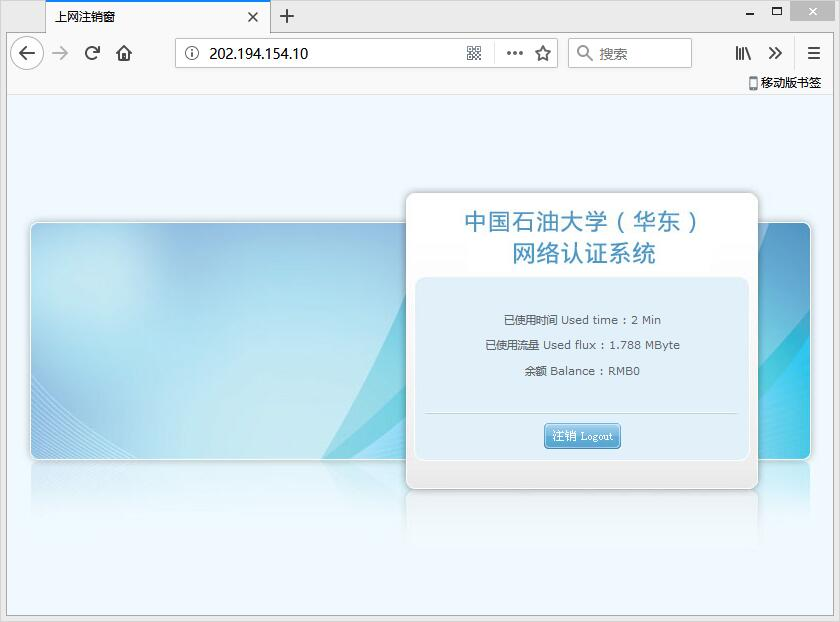 上网注销窗
202.194.154.10
搜索
移动版书签
中国石油大学（华东）
网络认证系统
已使用时间 Used time : 2 Min
已使用流量 Used flux : 1.788 MByte
余额 Balance : RMB0
注销 Logout